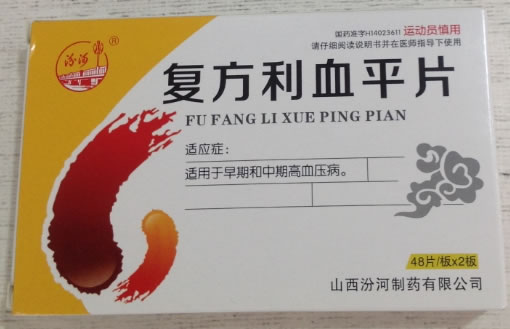 国药准字H14023611 运动员慎用
请仔细阅读说明书并在医师指导下使用
汾河®
复方利血平片
FU FANG LI XUE PING PIAN
适应症：
适用于早期和中期高血压病。
48片/板x2板
山西汾河制药有限公司